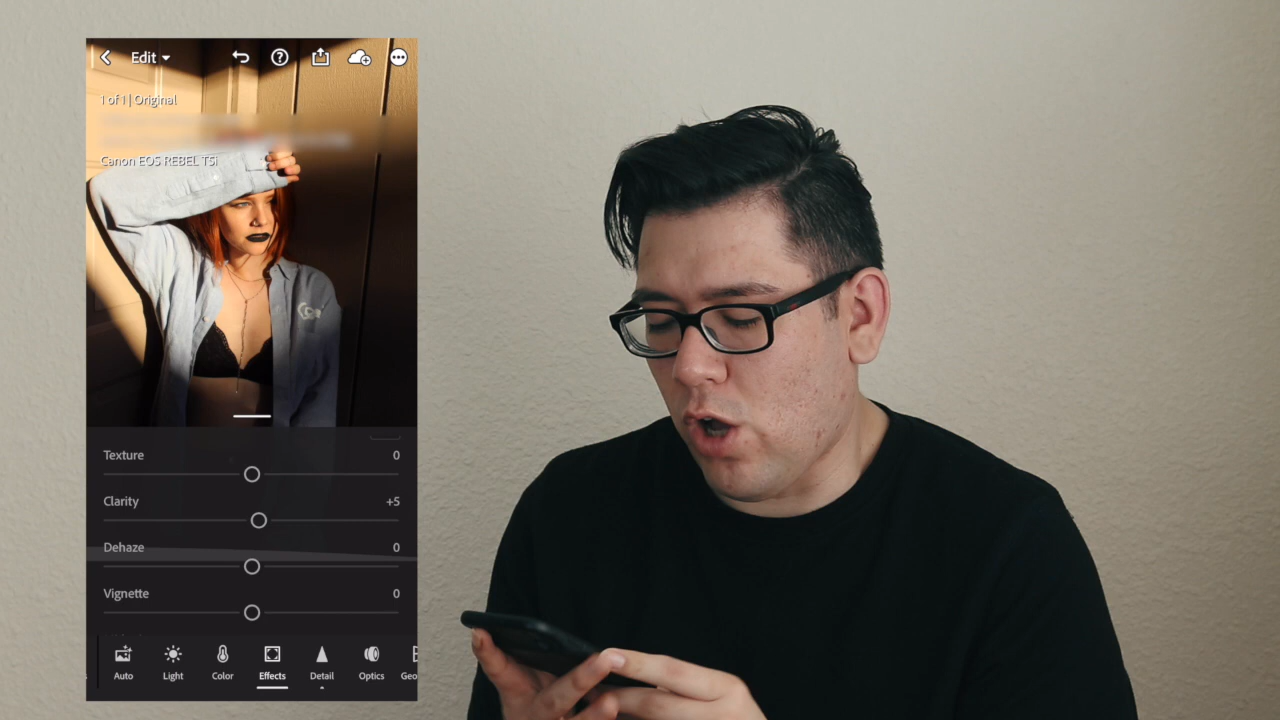 Edit
1 of 1 | Original
Canon EOS REBEL T5i
Texture 0
Clarity +5
Dehaze 0
Vignette 0
Auto Light Color Effects Detail Optics Geo